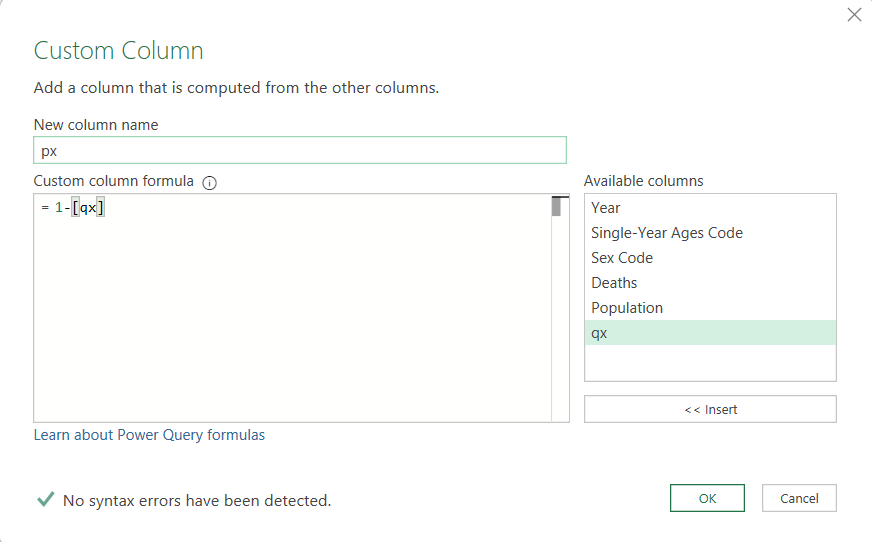 Custom Column
Add a column that is computed from the other columns.
New column name
px
Custom column formula
= 1-[qx]
Available columns
Year
Single-Year Ages Code
Sex Code
Deaths
Population
qx
<< Insert
Learn about Power Query formulas
No syntax errors have been detected.
OK
Cancel